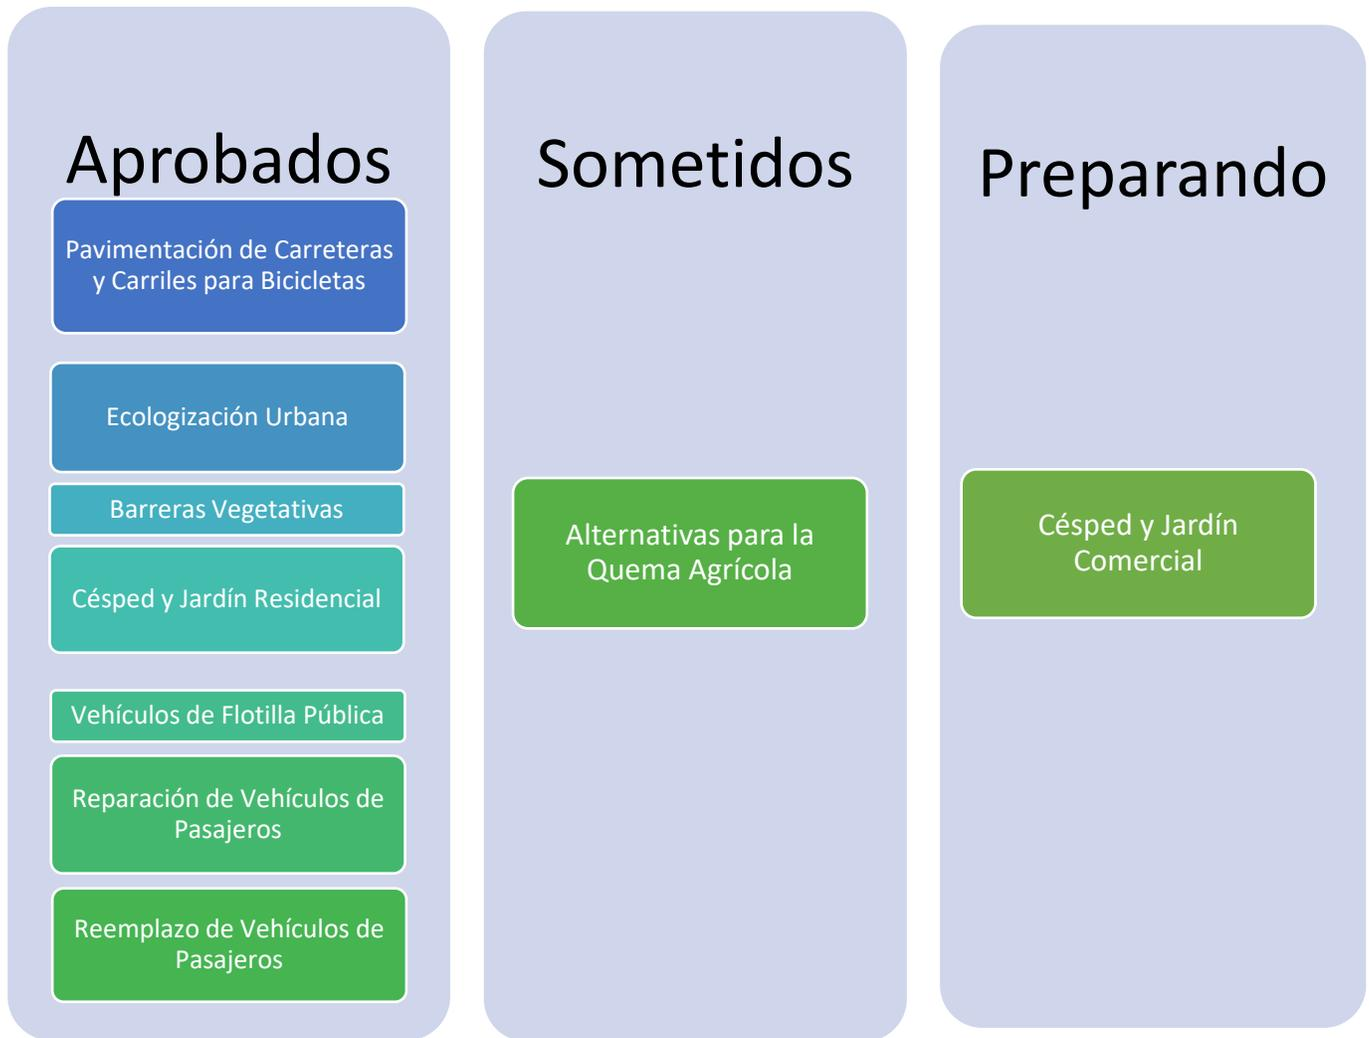 Aprobados
Pavimentación de Carreteras
y Carriles para Bicicletas
Ecologización Urbana
Barreras Vegetativas
Césped y Jardín Residencial
Vehículos de Flotilla Pública
Reparación de Vehículos de
Pasajeros
Reemplazo de Vehículos de
Pasajeros
Sometidos
Alternativas para la
Quema Agrícola
Preparando
Césped y Jardín
Comercial